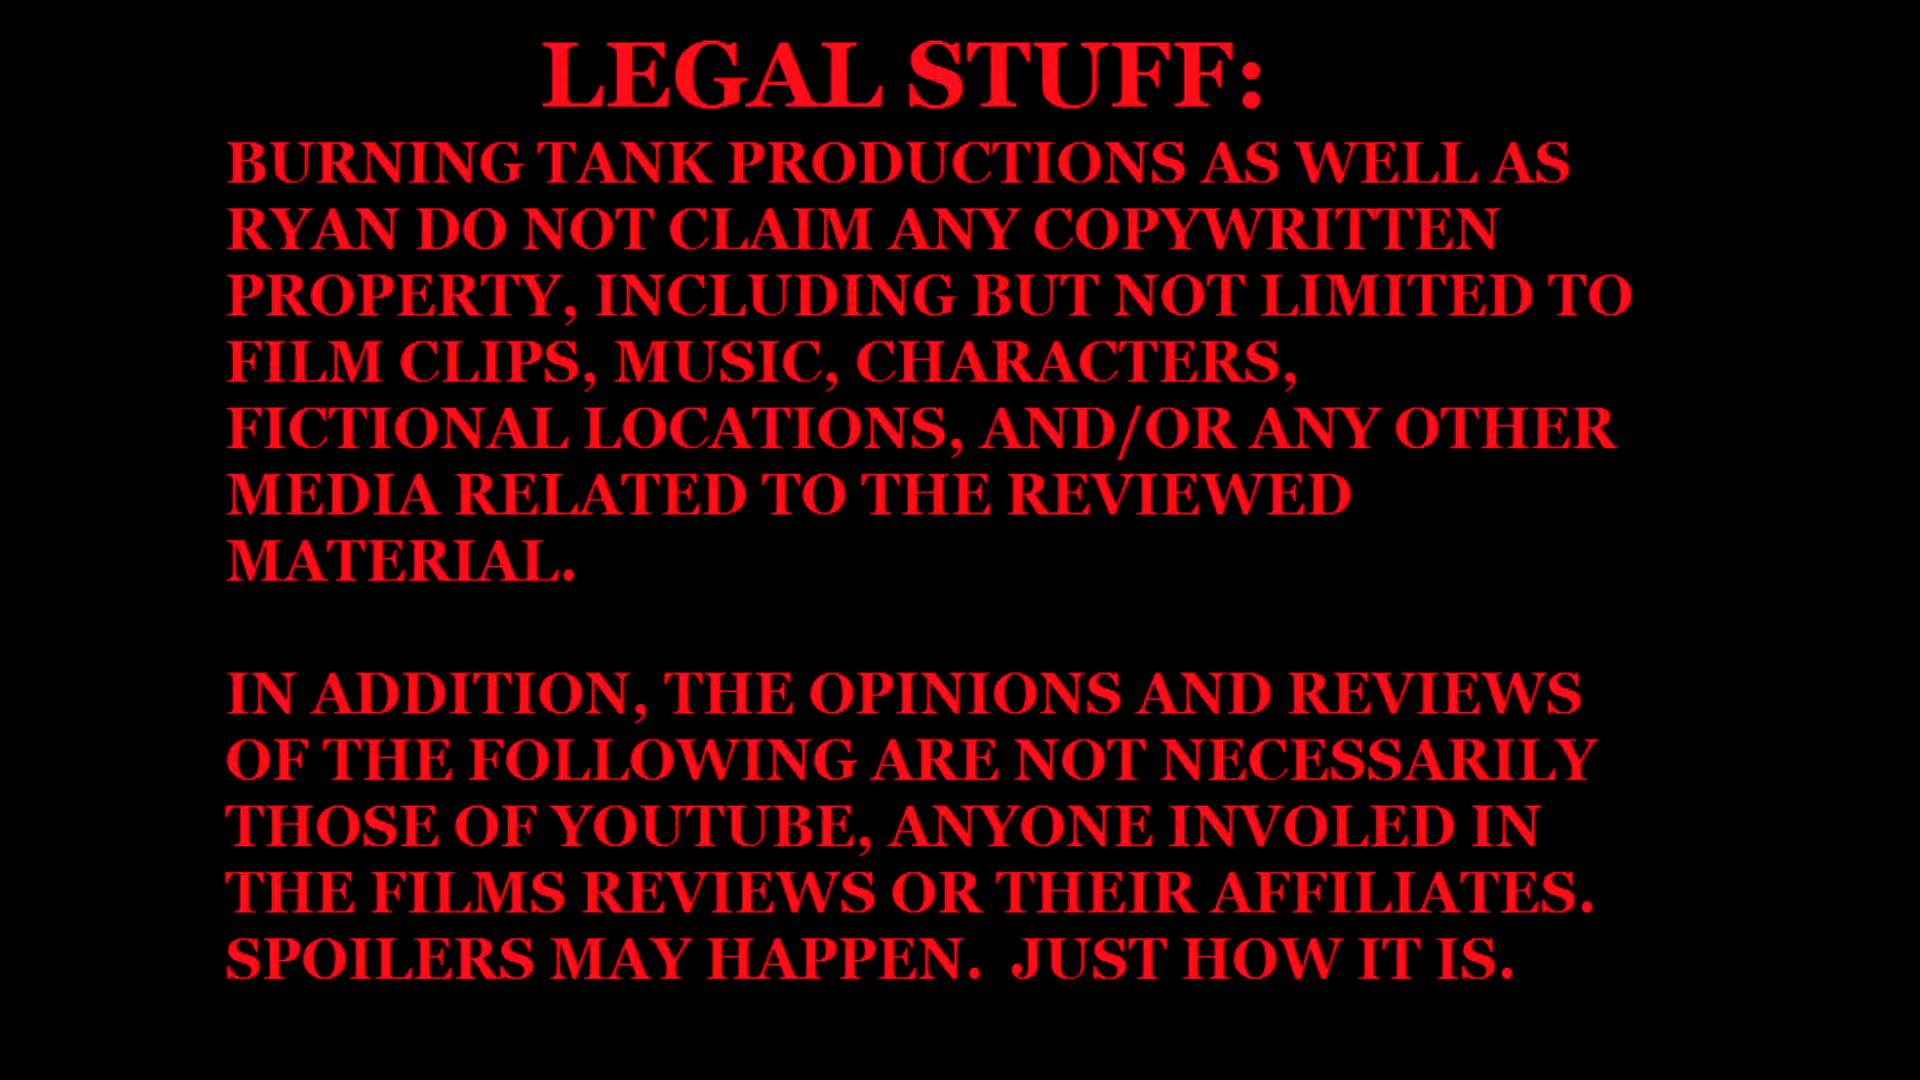 LEGAL STUFF:
BURNING TANK PRODUCTIONS AS WELL AS
RYAN DO NOT CLAIM ANY COPYWRITTEN
PROPERTY, INCLUDING BUT NOT LIMITED TO
FILM CLIPS, MUSIC, CHARACTERS,
FICTIONAL LOCATIONS, AND/OR ANY OTHER
MEDIA RELATED TO THE REVIEWED
MATERIAL.
IN ADDITION, THE OPINIONS AND REVIEWS
OF THE FOLLOWING ARE NOT NECESSARILY
THOSE OF YOUTUBE, ANYONE INVOLED IN
THE FILMS REVIEWS OR THEIR AFFILIATES.
SPOILERS MAY HAPPEN.  JUST HOW IT IS.